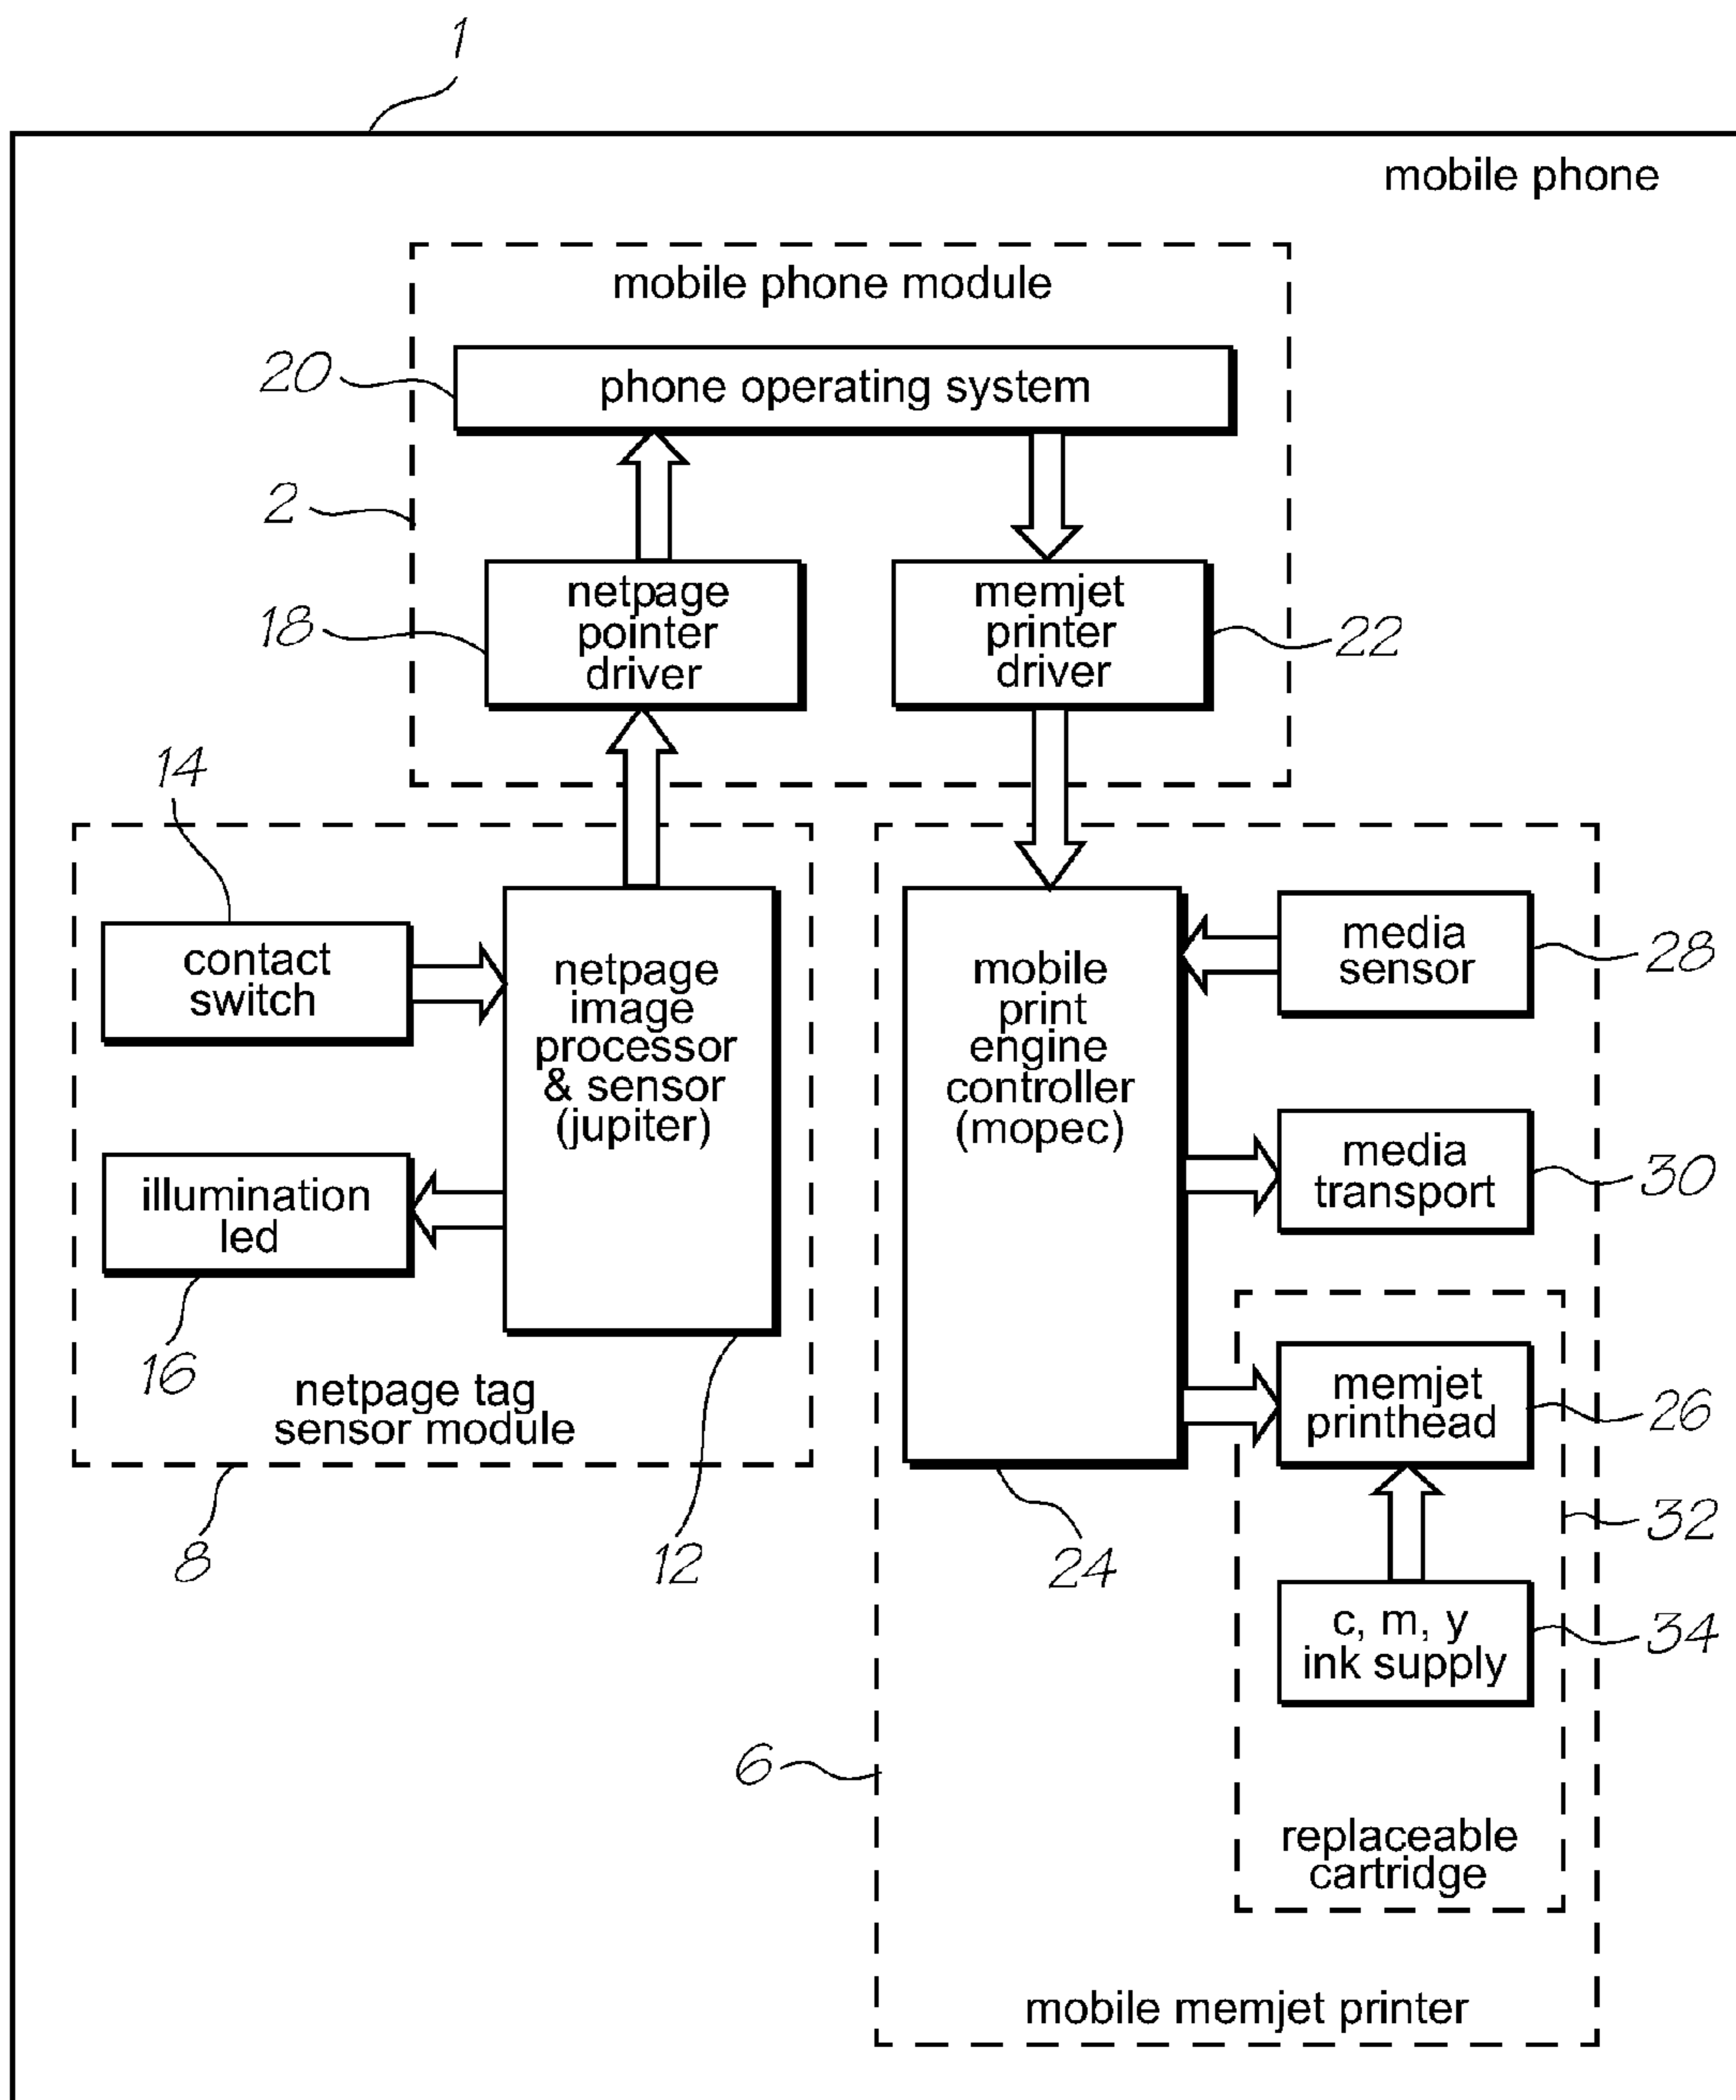 1
mobile phone
mobile phone module
20
phone operating system
2
18
netpage
pointer
driver
memjet
printer
driver
22
14
contact
switch
netpage
image
processor
& sensor
(jupiter)
illumination
led
16
netpage tag
sensor module
8
12
mobile
print
engine
controller
(mopec)
24
media
sensor
28
media
transport
30
memjet
printhead
26
32
c, m, y
ink supply
34
6
replaceable
cartridge
mobile memjet printer